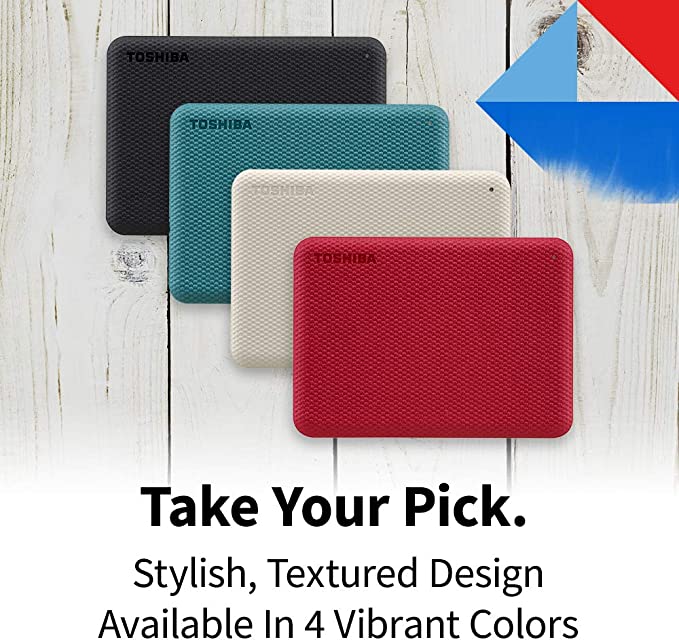 TOSHIBA
TOSHIBA
TOSHIBA
TOSHIBA
Take Your Pick.
Stylish, Textured Design
Available In 4 Vibrant Colors